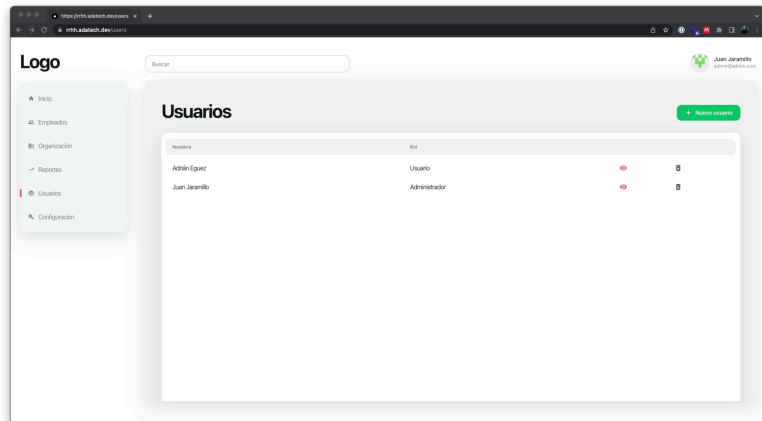 https://rrhh.adatech.dev/users
rrhh.adatech.dev/users
Logo
Buscar
Juan Jaramillo
admin@admin.com
Inicio
Empleados
Organización
Reportes
Usuarios
Configuración
Usuarios
+ Nuevo usuario
Nombre Rol
Adrián Eguez Usuario
Juan Jaramillo Administrador